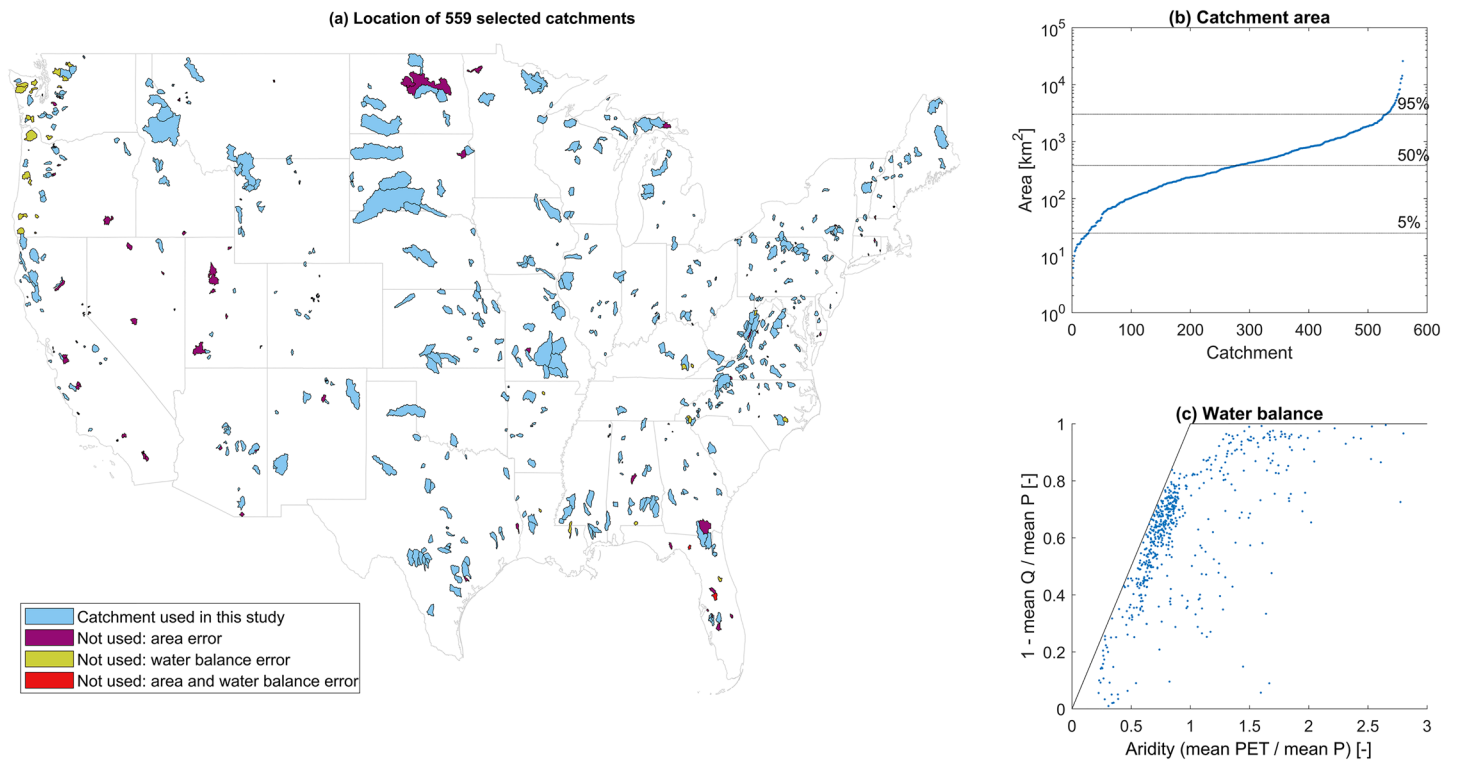 (a) Location of 559 selected catchments
Catchment used in this study
Not used: area error
Not used: water balance error
Not used: area and water balance error
(b) Catchment area
10^5
10^4
10^3
10^2
10^1
10^0
Area [km^2]
95%
50%
5%
0 100 200 300 400 500 600
Catchment
(c) Water balance
1
0.8
0.6
0.4
0.2
0
1 - mean Q / mean P [-]
0 0.5 1 1.5 2 2.5 3
Aridity (mean PET / mean P) [-]